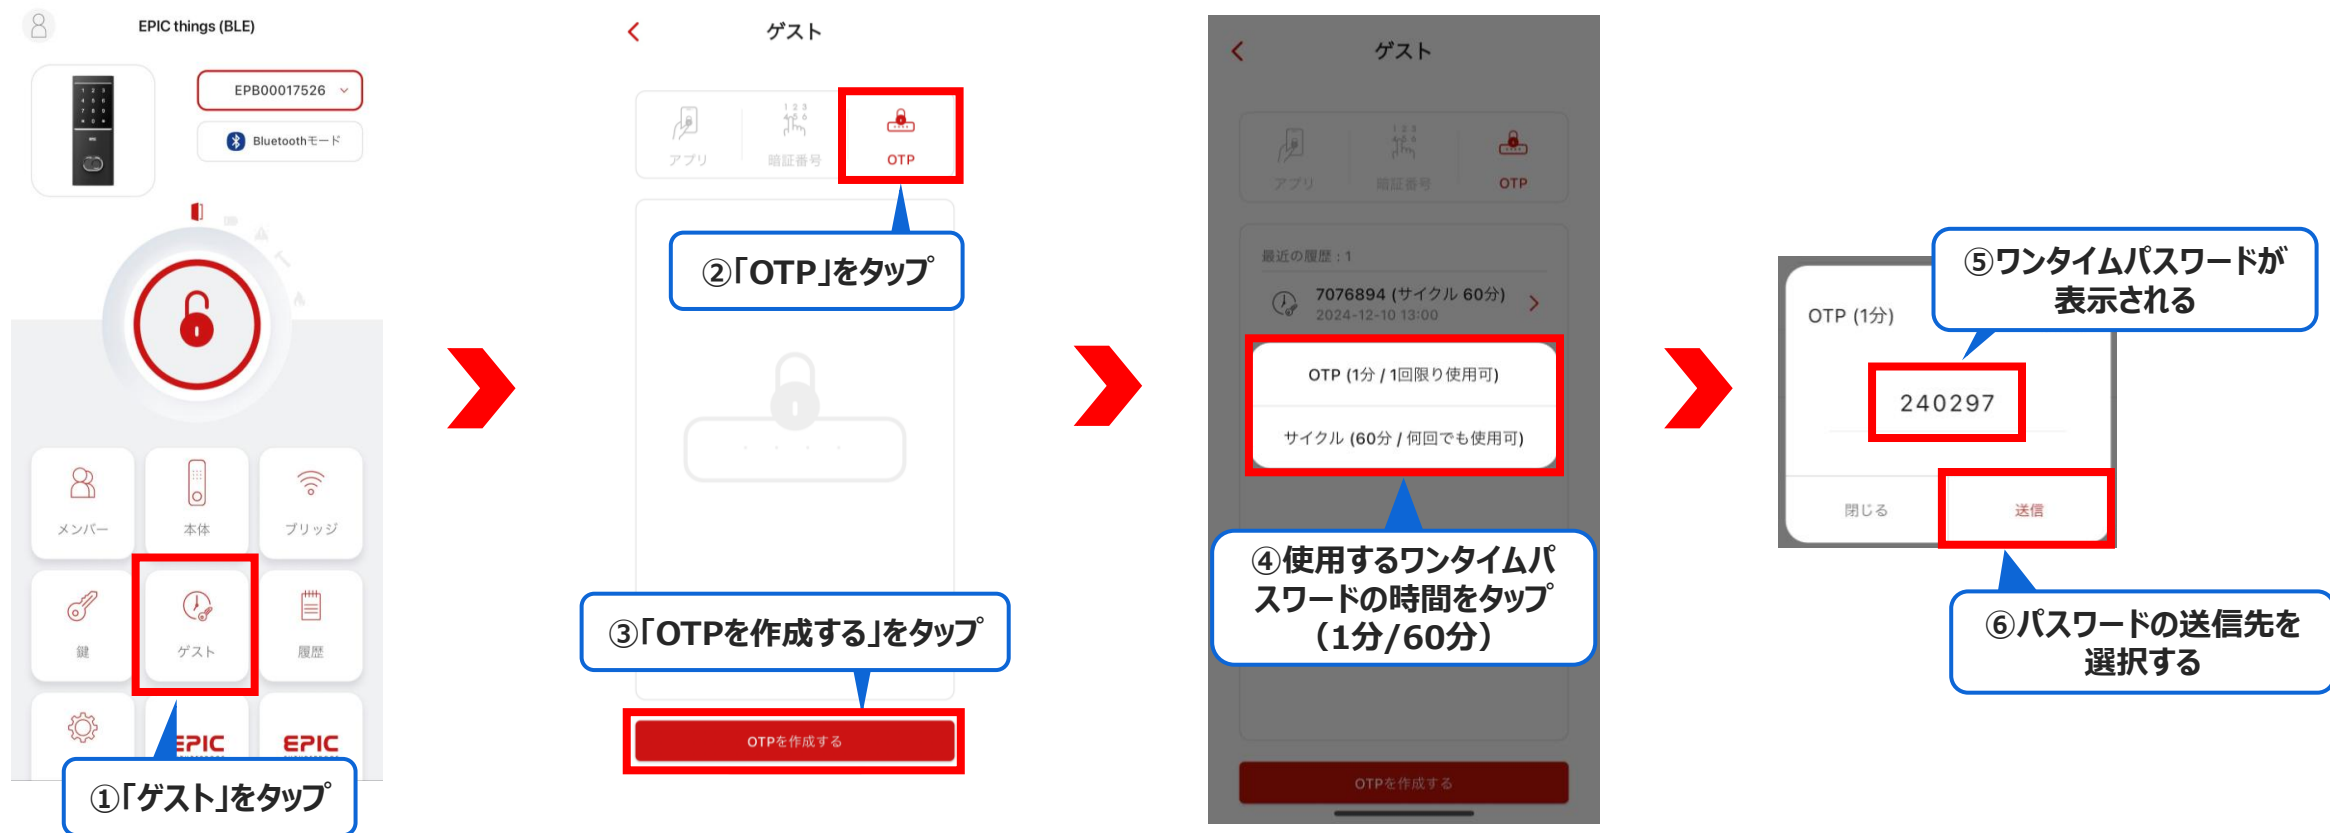 EPIC things (BLE)
EPB00017526
Bluetoothモード
メンバー
本体
ブリッジ
鍵
ゲスト
履歴
EPIC
EPIC
①「ゲスト」をタップ
ゲスト
アプリ
暗証番号
OTP
②「OTP」をタップ
③「OTPを作成する」をタップ
OTPを作成する
ゲスト
アプリ
暗証番号
OTP
最近の履歴 : 1
7076894 (サイクル 60分)
2024-12-10 13:00
OTP (1分 / 1回限り使用可)
サイクル (60分 / 何回でも使用可)
④使用するワンタイムパ
スワードの時間をタップ
（1分/60分）
OTPを作成する
⑤ワンタイムパスワードが
表示される
OTP (1分)
240297
閉じる
送信
⑥パスワードの送信先を
選択する